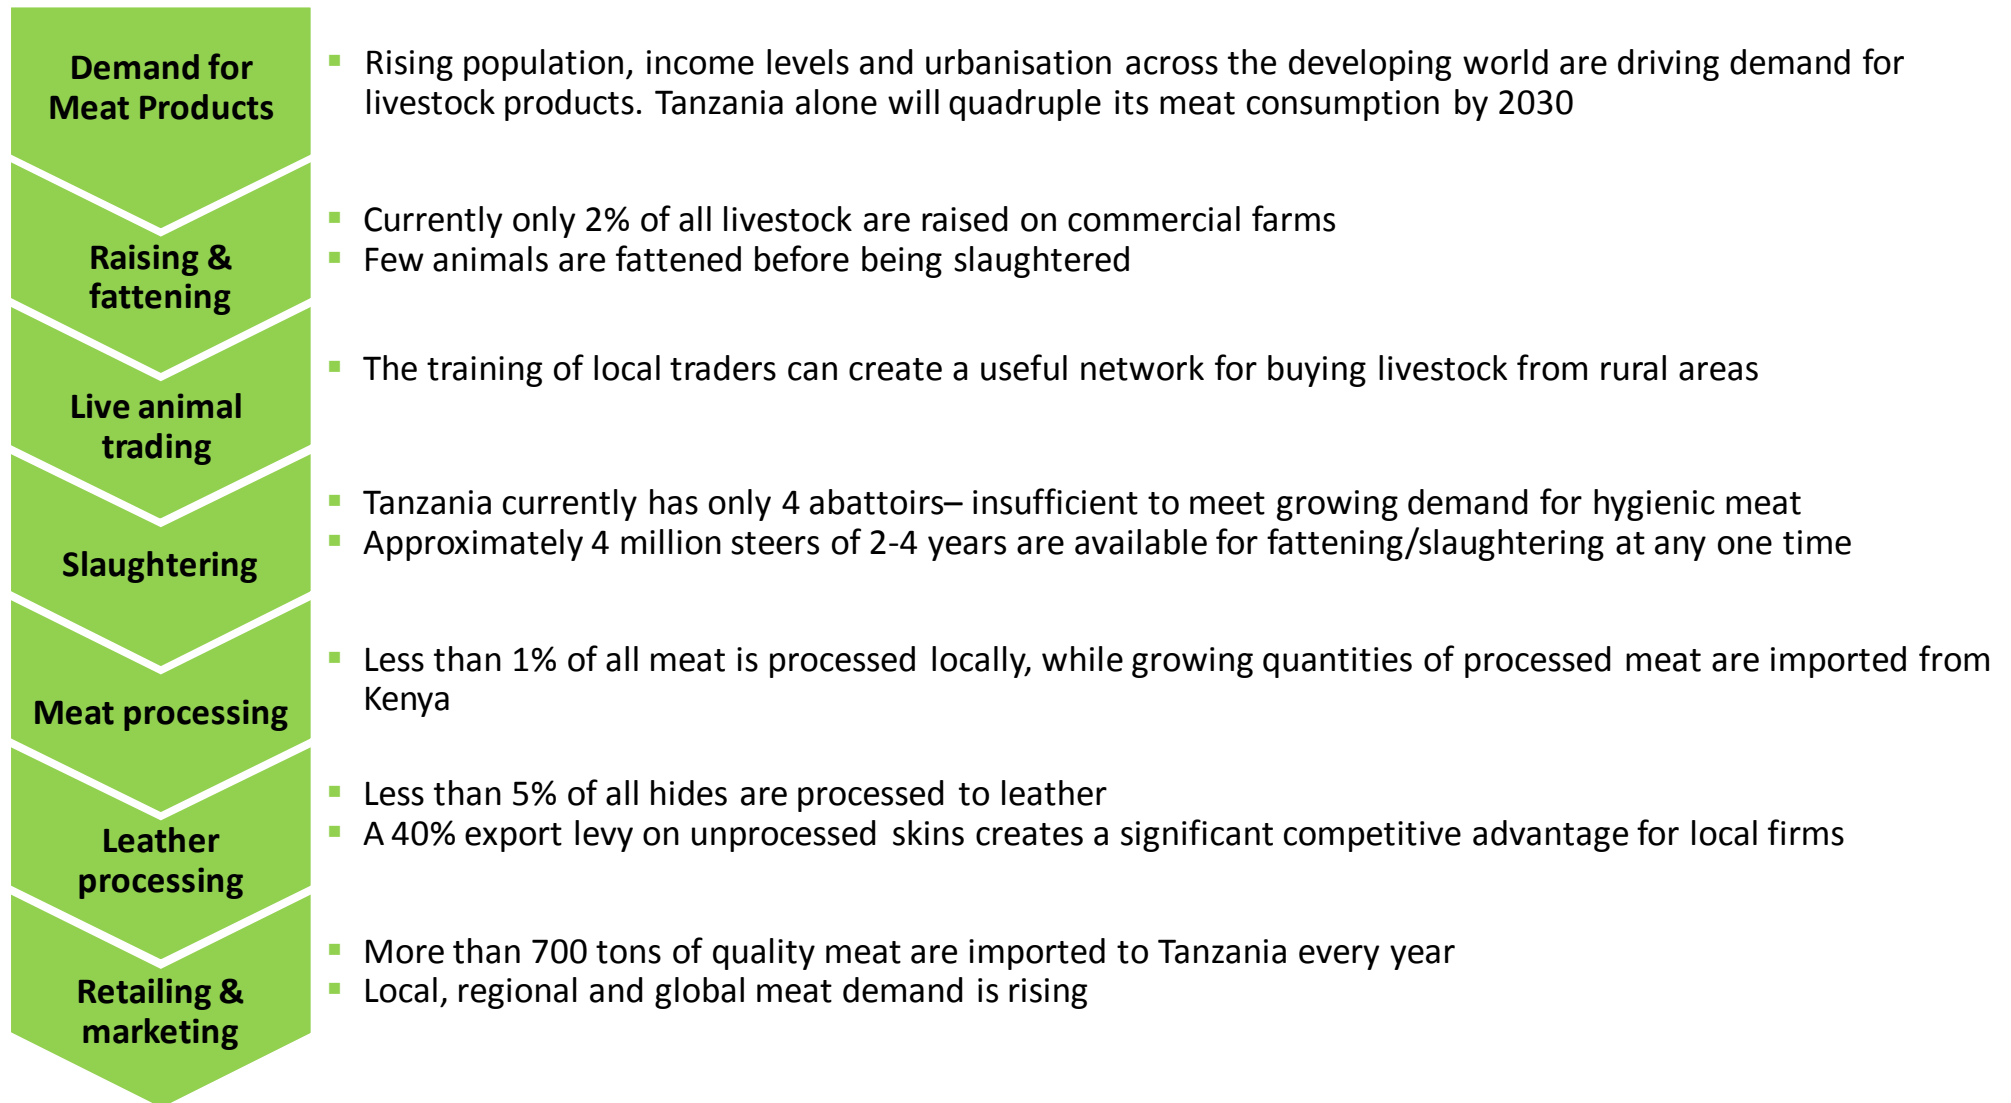 Demand for
Meat Products
▪ Rising population, income levels and urbanisation across the developing world are driving demand for
livestock products. Tanzania alone will quadruple its meat consumption by 2030
Raising &
fattening
▪ Currently only 2% of all livestock are raised on commercial farms
▪ Few animals are fattened before being slaughtered
Live animal
trading
▪ The training of local traders can create a useful network for buying livestock from rural areas
Slaughtering
▪ Tanzania currently has only 4 abattoirs– insufficient to meet growing demand for hygienic meat
▪ Approximately 4 million steers of 2-4 years are available for fattening/slaughtering at any one time
Meat processing
▪ Less than 1% of all meat is processed locally, while growing quantities of processed meat are imported from
Kenya
Leather
processing
▪ Less than 5% of all hides are processed to leather
▪ A 40% export levy on unprocessed skins creates a significant competitive advantage for local firms
Retailing &
marketing
▪ More than 700 tons of quality meat are imported to Tanzania every year
▪ Local, regional and global meat demand is rising